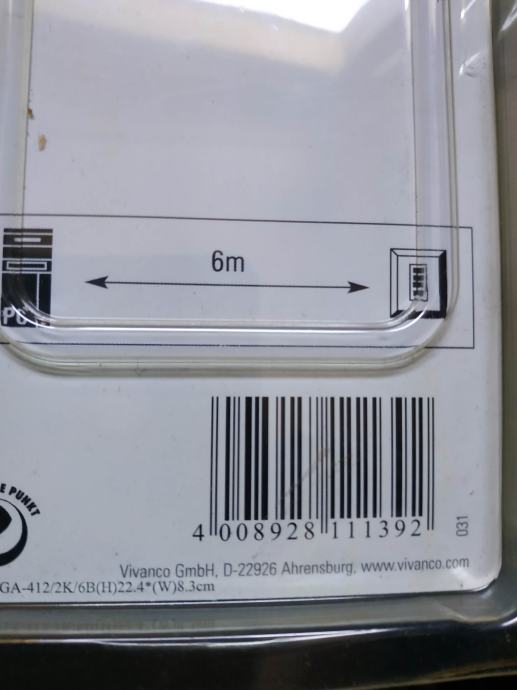 6m
PC
E PUNKT
4 008928 111392
031
Vivanco GmbH, D-22926 Ahrensburg, www.vivanco.com
GA-412/2K/6B(H)22.4*(W)8.3cm